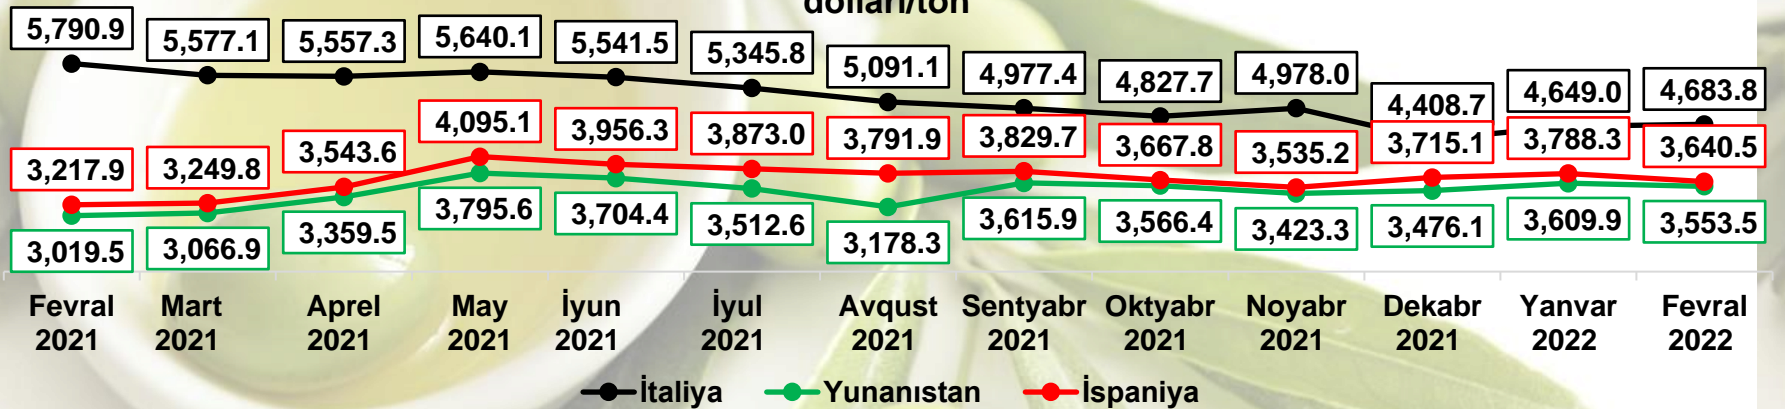 dolları/ton
5,790.9 5,577.1 5,557.3 5,640.1 5,541.5 5,345.8 5,091.1 4,977.4 4,827.7 4,978.0 4,408.7 4,649.0 4,683.8
3,217.9 3,249.8 3,543.6 4,095.1 3,956.3 3,873.0 3,791.9 3,829.7 3,667.8 3,535.2 3,715.1 3,788.3 3,640.5
3,019.5 3,066.9 3,359.5 3,795.6 3,704.4 3,512.6 3,178.3 3,615.9 3,566.4 3,423.3 3,476.1 3,609.9 3,553.5
Fevral Mart Aprel May İyun İyul Avqust Sentyabr Oktyabr Noyabr Dekabr Yanvar Fevral
2021 2021 2021 2021 2021 2021 2021 2021 2021 2021 2021 2022 2022
İtaliya Yunanıstan İspaniya